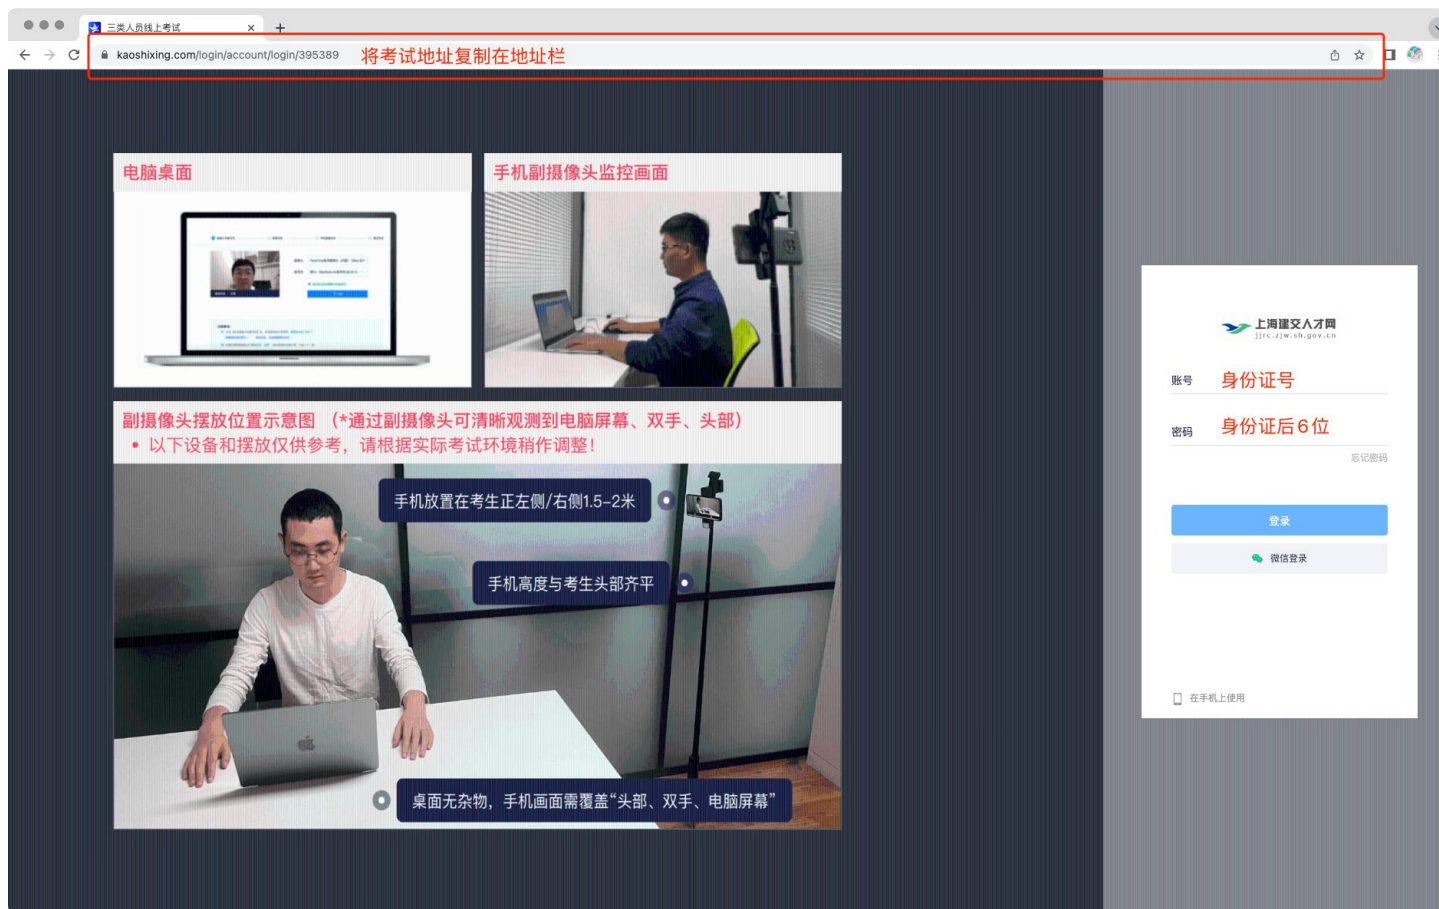 三类人员线上考试
kaoshixing.com/login/account/login/395389 将考试地址复制在地址栏
电脑桌面
手机副摄像头监控画面
副摄像头摆放位置示意图 （*通过副摄像头可清晰观测到电脑屏幕、双手、头部）
• 以下设备和摆放仅供参考，请根据实际考试环境稍作调整！
手机放置在考生正左侧/右侧1.5-2米
手机高度与考生头部齐平
桌面无杂物，手机画面需覆盖“头部、双手、电脑屏幕”
上海建交人才网
jjrc.zjw.sh.gov.cn
账号 身份证号
密码 身份证后6位
忘记密码
登录
微信登录
在手机上使用